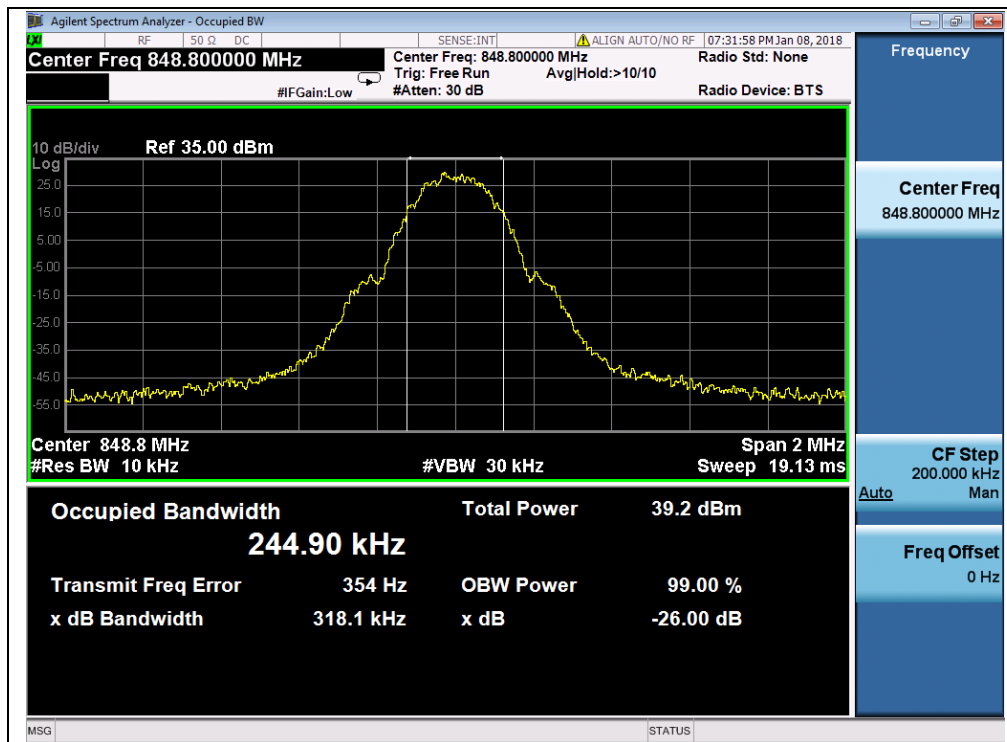 Agilent Spectrum Analyzer - Occupied BW
LXI RF 50 Ω DC SENSE:INT ALIGN AUTO/NO RF 07:31:58 PM Jan 08, 2018
Center Freq 848.800000 MHz
#IFGain:Low
Center Freq: 848.800000 MHz
Trig: Free Run Avg|Hold:>10/10
#Atten: 30 dB
Radio Std: None
Radio Device: BTS
10 dB/div Ref 35.00 dBm
Log
25.0
15.0
5.00
-5.00
-15.0
-25.0
-35.0
-45.0
-55.0
Center 848.8 MHz Span 2 MHz
#Res BW 10 kHz #VBW 30 kHz Sweep 19.13 ms
Occupied Bandwidth Total Power 39.2 dBm
244.90 kHz
Transmit Freq Error 354 Hz OBW Power 99.00 %
x dB Bandwidth 318.1 kHz x dB -26.00 dB
MSG STATUS
Frequency
Center Freq
848.800000 MHz
CF Step
200.000 kHz
Auto Man
Freq Offset
0 Hz